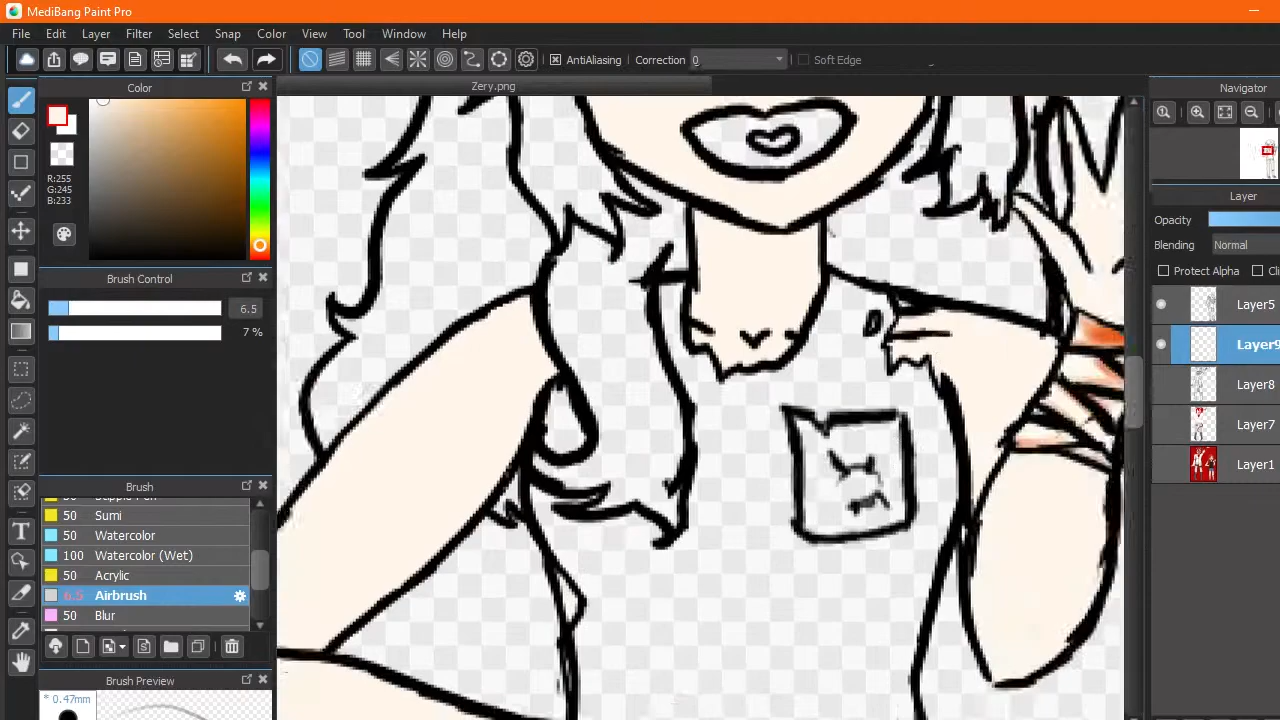 MediBang Paint Pro
File Edit Layer Filter Select Snap Color View Tool Window Help
AntiAliasing Correction 0 Soft Edge
Color
Zery.png
Navigator
R:255
G:245
B:233
Layer
Opacity
Blending Normal
Protect Alpha
Brush Control
6.5
7 %
Layer5
Layer9
Layer8
Layer7
Layer1
Brush
50 Sumi
50 Watercolor
100 Watercolor (Wet)
50 Acrylic
6.5 Airbrush
50 Blur
Brush Preview
* 0.47mm